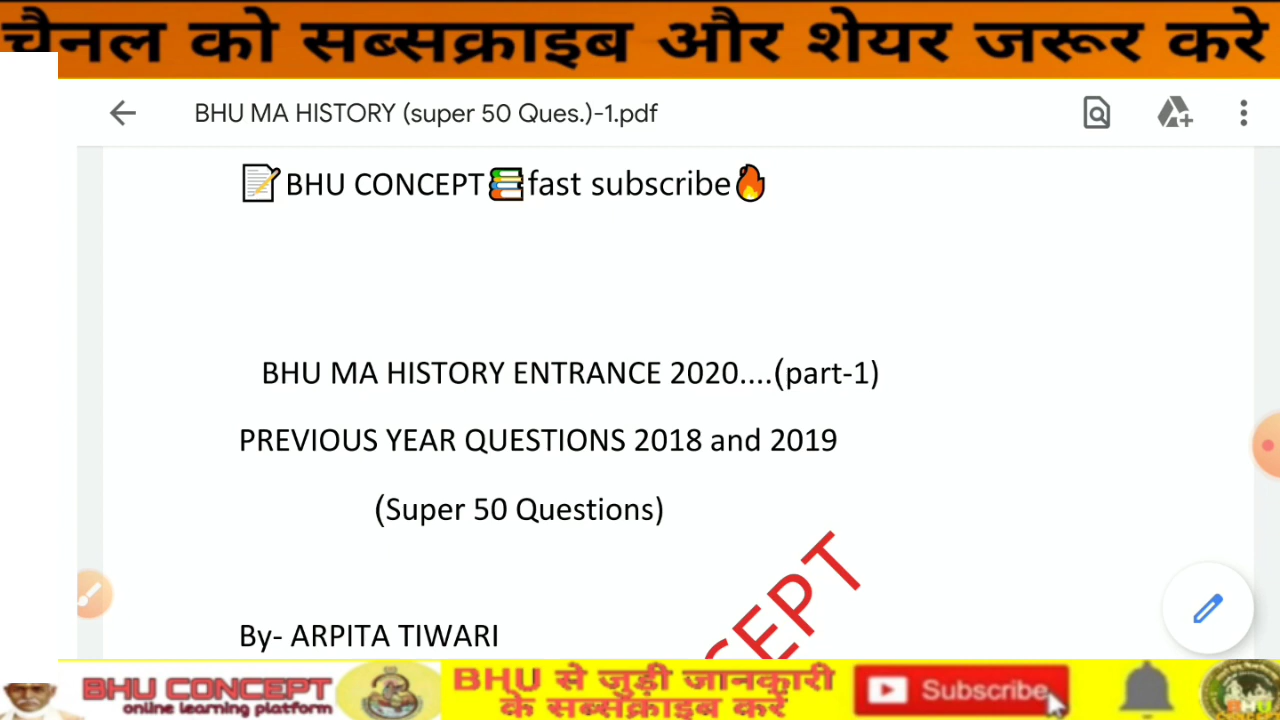 चैनल को सब्सक्राइब और शेयर जरूर करे
BHU MA HISTORY (super 50 Ques.)-1.pdf
📝BHU CONCEPT📚fast subscribe🔥
BHU MA HISTORY ENTRANCE 2020....(part-1)
PREVIOUS YEAR QUESTIONS 2018 and 2019
(Super 50 Questions)
CEPT
By- ARPITA TIWARI
BHU CONCEPT
online learning platform
BHU से जुड़ी जानकारी
के सब्सक्राइब करें
Subscribe
BHU